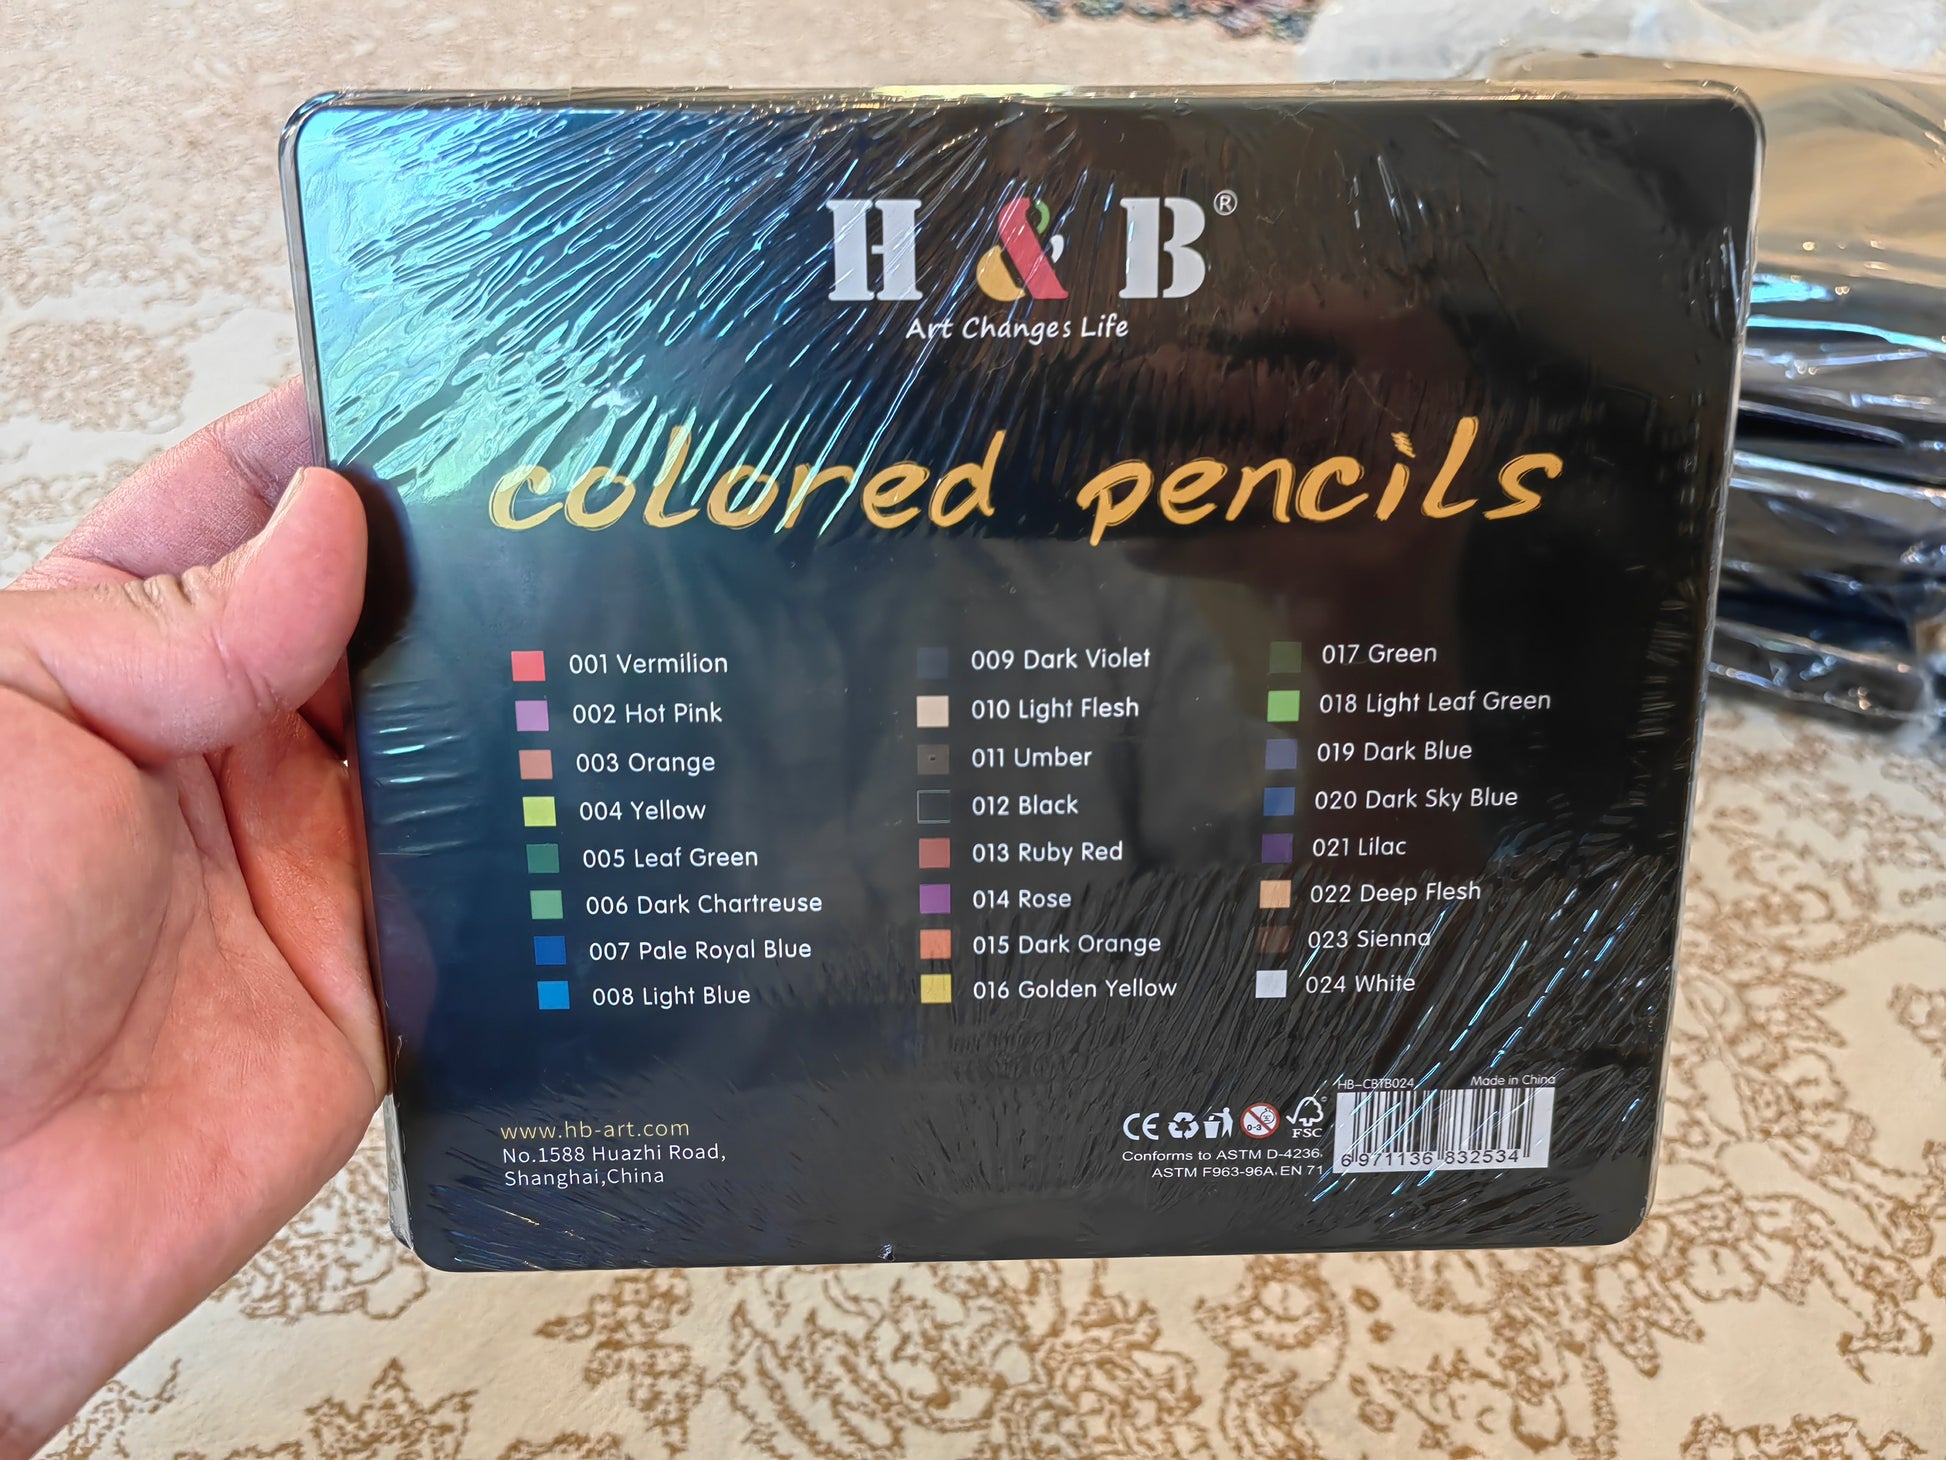 H & B®
Art Changes Life
colored pencils
001 Vermilion
002 Hot Pink
003 Orange
004 Yellow
005 Leaf Green
006 Dark Chartreuse
007 Pale Royal Blue
008 Light Blue
009 Dark Violet
010 Light Flesh
011 Umber
012 Black
013 Ruby Red
014 Rose
015 Dark Orange
016 Golden Yellow
017 Green
018 Light Leaf Green
019 Dark Blue
020 Dark Sky Blue
021 Lilac
022 Deep Flesh
023 Sienna
024 White
www.hb-art.com
No.1588 Huazhi Road,
Shanghai,China
CE 0-3 FSC
Conforms to ASTM D-4236,
ASTM F963-96A, EN 71
HB-CBTB024 Made in China
6 971136 832534